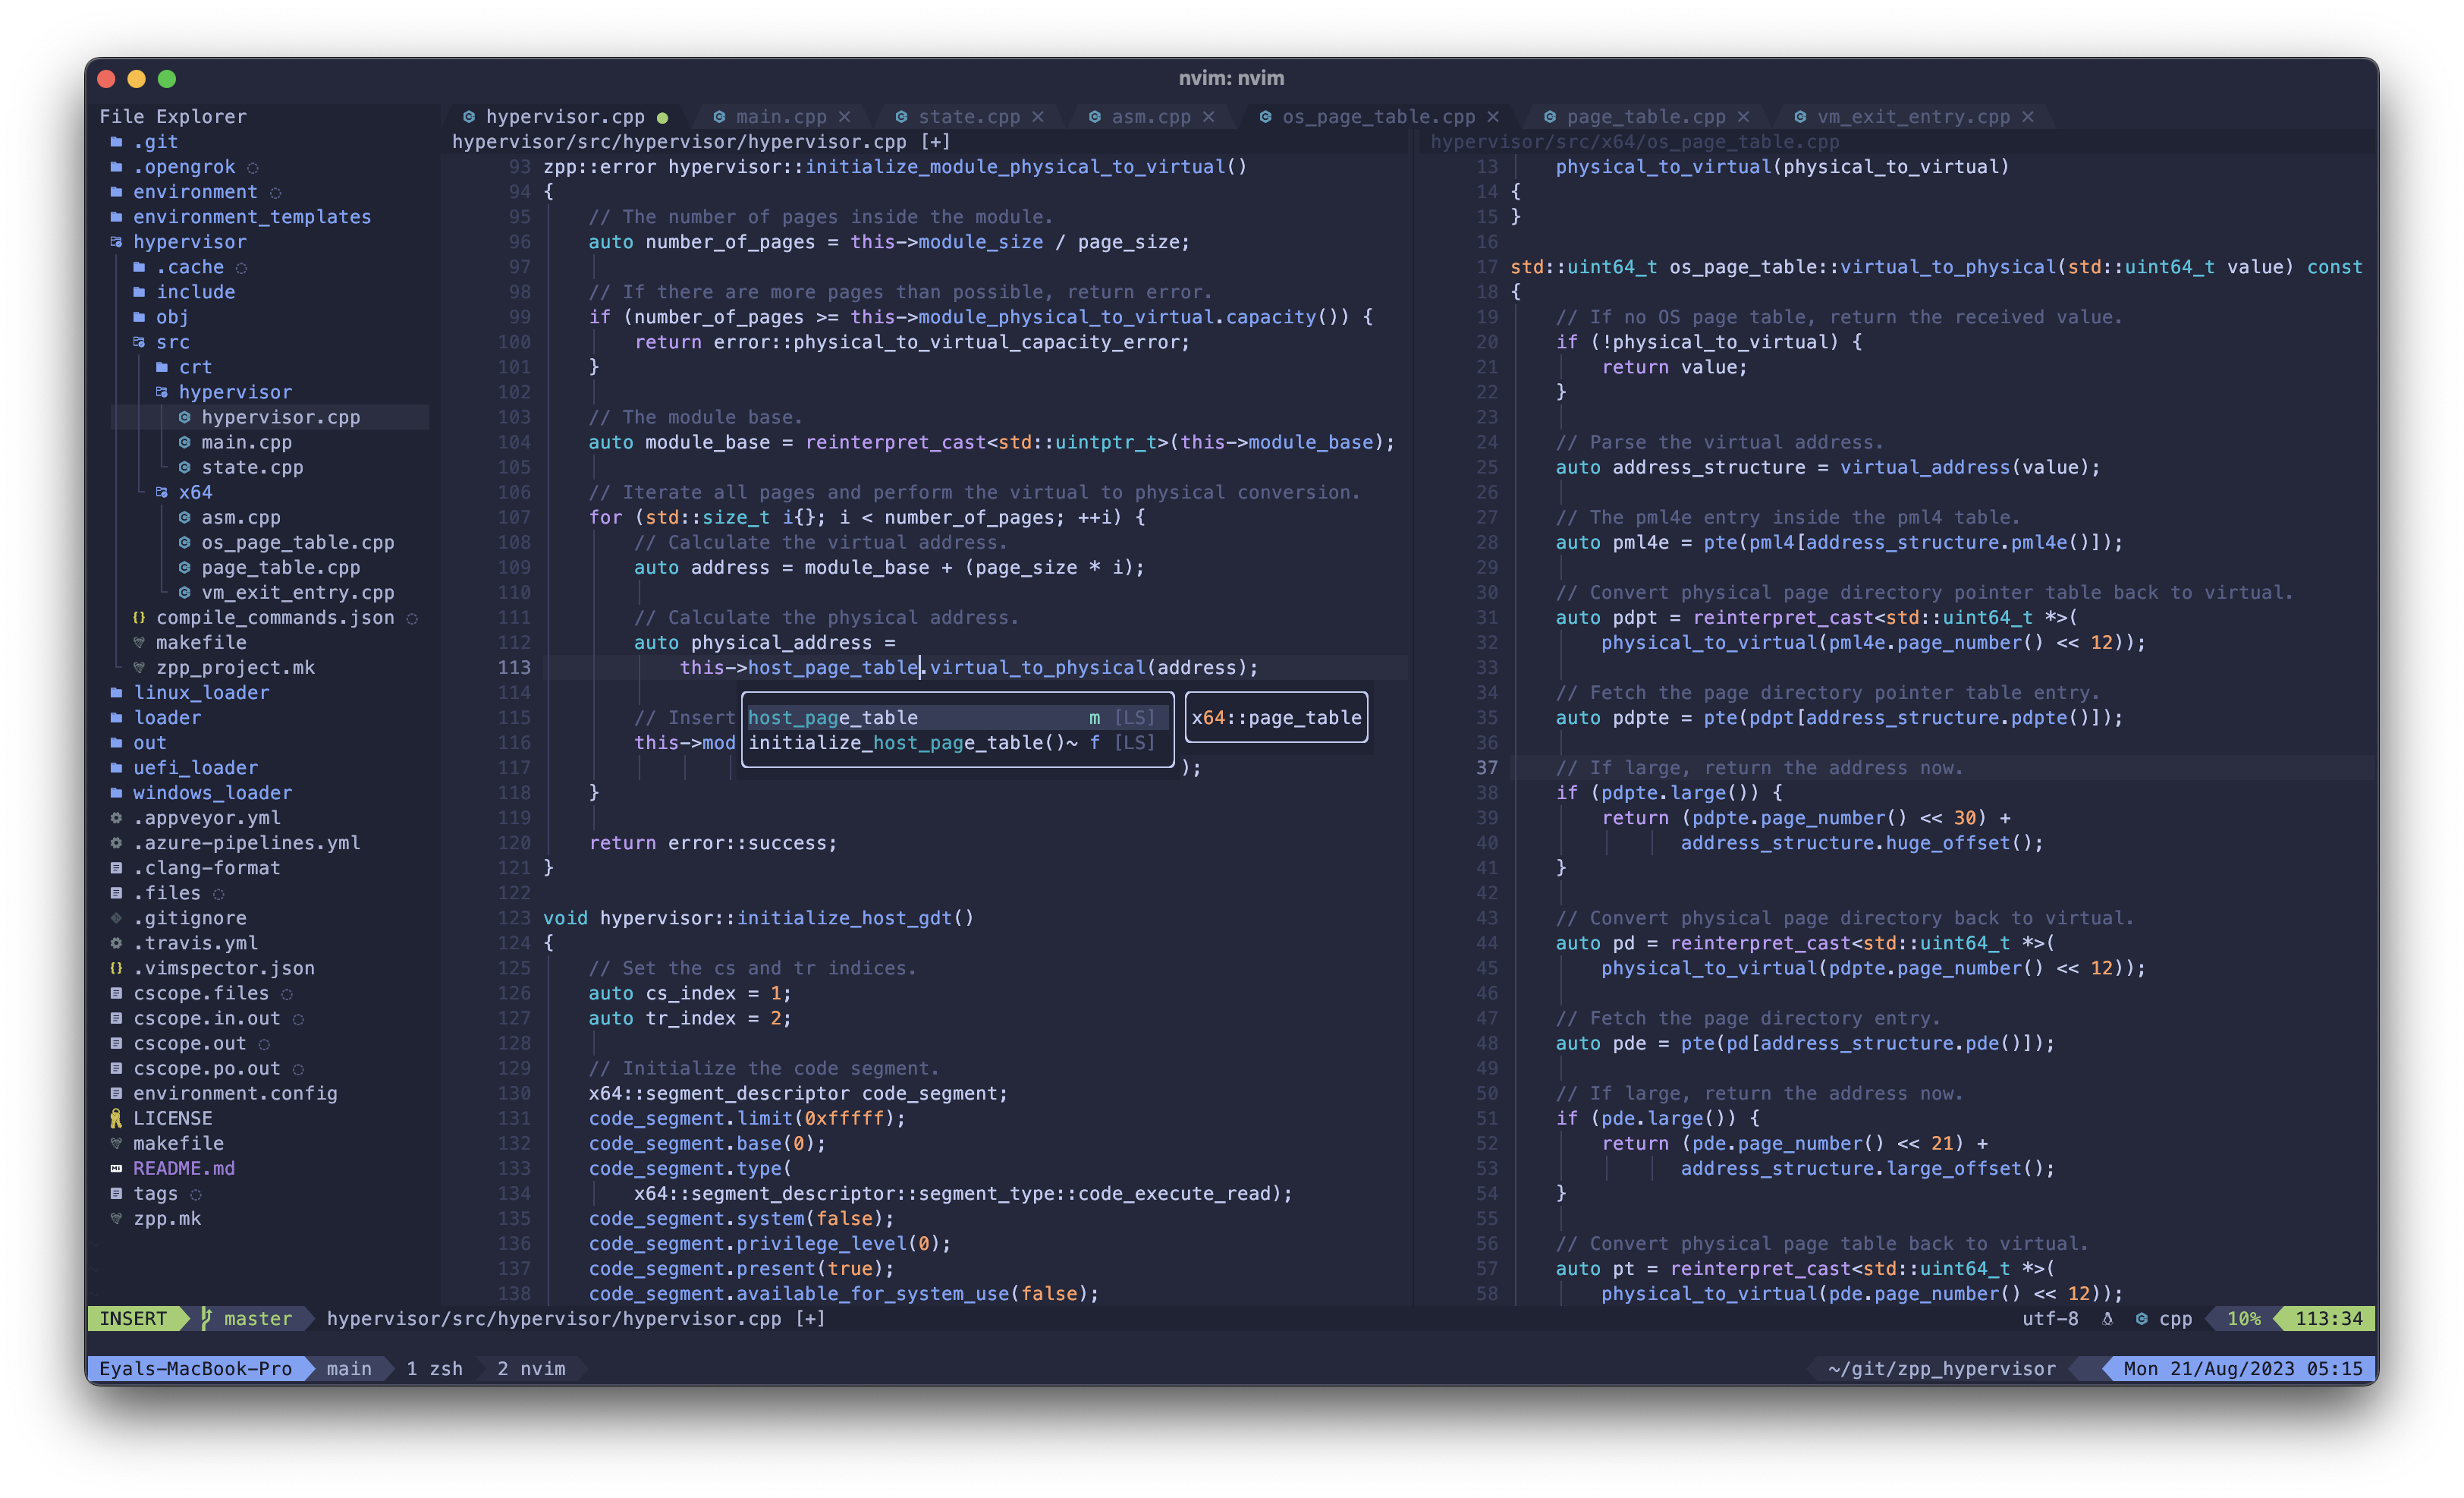 nvim: nvim
File Explorer
.git
.opengrok
environment
environment_templates
hypervisor
.cache
include
obj
src
crt
hypervisor
hypervisor.cpp
main.cpp
state.cpp
x64
asm.cpp
os_page_table.cpp
page_table.cpp
vm_exit_entry.cpp
compile_commands.json
makefile
zpp_project.mk
linux_loader
loader
out
uefi_loader
windows_loader
.appveyor.yml
.azure-pipelines.yml
.clang-format
.files
.gitignore
.travis.yml
.vimspector.json
cscope.files
cscope.in.out
cscope.out
cscope.po.out
environment.config
LICENSE
makefile
README.md
tags
zpp.mk
hypervisor.cpp ● main.cpp × state.cpp × asm.cpp × os_page_table.cpp × page_table.cpp × vm_exit_entry.cpp ×
hypervisor/src/hypervisor/hypervisor.cpp [+]
93 zpp::error hypervisor::initialize_module_physical_to_virtual()
94 {
95 // The number of pages inside the module.
96 auto number_of_pages = this->module_size / page_size;
97
98 // If there are more pages than possible, return error.
99 if (number_of_pages >= this->module_physical_to_virtual.capacity()) {
100 return error::physical_to_virtual_capacity_error;
101 }
102
103 // The module base.
104 auto module_base = reinterpret_cast<std::uintptr_t>(this->module_base);
105
106 // Iterate all pages and perform the virtual to physical conversion.
107 for (std::size_t i{}; i < number_of_pages; ++i) {
108 // Calculate the virtual address.
109 auto address = module_base + (page_size * i);
110
111 // Calculate the physical address.
112 auto physical_address =
113 this->host_page_table.virtual_to_physical(address);
114
115 // Insert
116 this->mod
117 );
118 }
119
120 return error::success;
121 }
122
123 void hypervisor::initialize_host_gdt()
124 {
125 // Set the cs and tr indices.
126 auto cs_index = 1;
127 auto tr_index = 2;
128
129 // Initialize the code segment.
130 x64::segment_descriptor code_segment;
131 code_segment.limit(0xfffff);
132 code_segment.base(0);
133 code_segment.type(
134 x64::segment_descriptor::segment_type::code_execute_read);
135 code_segment.system(false);
136 code_segment.privilege_level(0);
137 code_segment.present(true);
138 code_segment.available_for_system_use(false);
host_page_table m [LS]
initialize_host_page_table()~ f [LS]
x64::page_table
hypervisor/src/x64/os_page_table.cpp
13 physical_to_virtual(physical_to_virtual)
14 {
15 }
16
17 std::uint64_t os_page_table::virtual_to_physical(std::uint64_t value) const
18 {
19 // If no OS page table, return the received value.
20 if (!physical_to_virtual) {
21 return value;
22 }
23
24 // Parse the virtual address.
25 auto address_structure = virtual_address(value);
26
27 // The pml4e entry inside the pml4 table.
28 auto pml4e = pte(pml4[address_structure.pml4e()]);
29
30 // Convert physical page directory pointer table back to virtual.
31 auto pdpt = reinterpret_cast<std::uint64_t *>(
32 physical_to_virtual(pml4e.page_number() << 12));
33
34 // Fetch the page directory pointer table entry.
35 auto pdpte = pte(pdpt[address_structure.pdpte()]);
36
37 // If large, return the address now.
38 if (pdpte.large()) {
39 return (pdpte.page_number() << 30) +
40 address_structure.huge_offset();
41 }
42
43 // Convert physical page directory back to virtual.
44 auto pd = reinterpret_cast<std::uint64_t *>(
45 physical_to_virtual(pdpte.page_number() << 12));
46
47 // Fetch the page directory entry.
48 auto pde = pte(pd[address_structure.pde()]);
49
50 // If large, return the address now.
51 if (pde.large()) {
52 return (pde.page_number() << 21) +
53 address_structure.large_offset();
54 }
55
56 // Convert physical page table back to virtual.
57 auto pt = reinterpret_cast<std::uint64_t *>(
58 physical_to_virtual(pde.page_number() << 12));
INSERT master hypervisor/src/hypervisor/hypervisor.cpp [+] utf-8 cpp 10% 113:34
Eyals-MacBook-Pro main 1 zsh 2 nvim ~/git/zpp_hypervisor Mon 21/Aug/2023 05:15